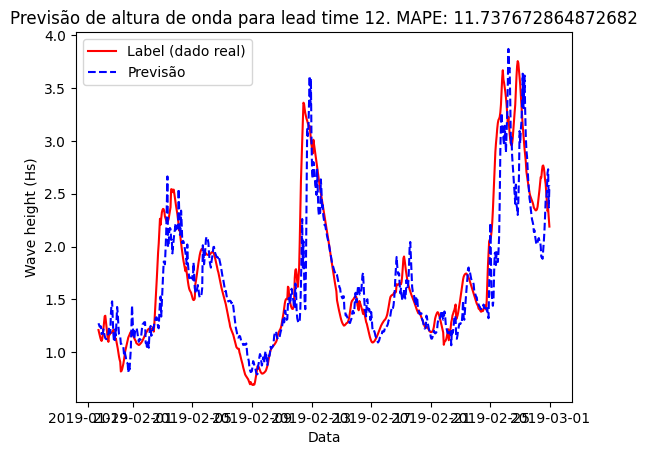 Previsão de altura de onda para lead time 12. MAPE: 11.737672864872682
Label (dado real)
Previsão
4.0
3.5
3.0
2.5
2.0
1.5
1.0
Wave height (Hs)
2019-01-29 2019-02-01 2019-02-05 2019-02-09 2019-02-13 2019-02-17 2019-02-21 2019-02-25 2019-03-01
Data